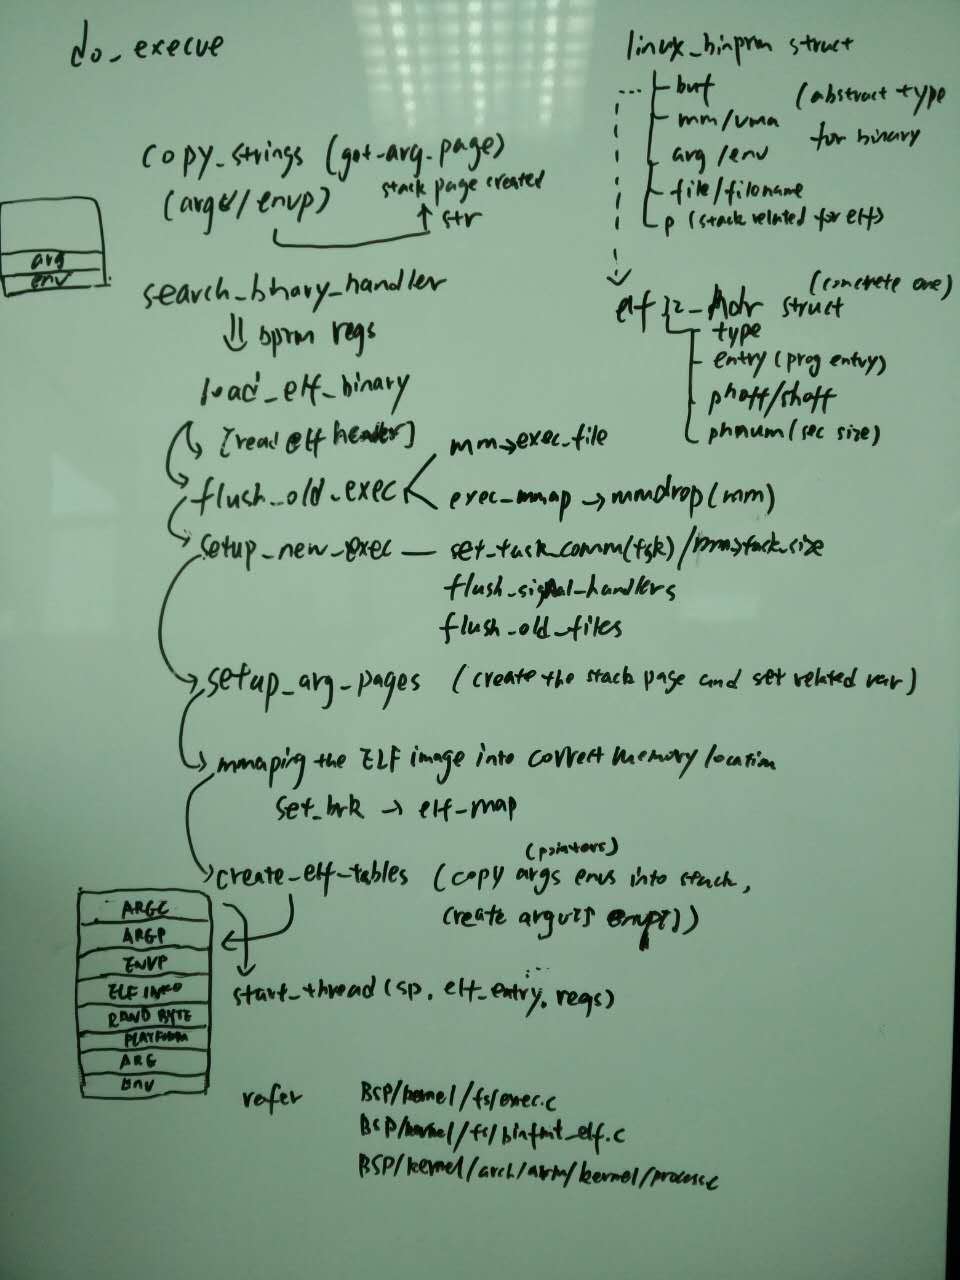 do_execve
copy_strings (get_arg_page)
(argv/envp) stack page created
str
arg
env
search_binary_handler
bprm regs
load_elf_binary
[read elf header]
flush_old_exec
mm->exec_file
exec_mmap → mmdrop(mm)
setup_new_exec — set_task_comm(tsk)/mm->task_size
flush_signal_handlers
flush_old_files
setup_arg_pages (create the stack page and set related var)
mmaping the ELF image into correct memory location
set_brk → elf_map
(pointers)
create_elf_tables (copy args envs into stack,
create argv[] envp[])
ARGC
ARGP
ENVP
ELF INFO
RAND BYTE
PLATFORM
ARG
env
start_thread(sp, elf_entry, regs)
refer BSP/kernel/fs/exec.c
BSP/kernel/fs/binfmt_elf.c
BSP/kernel/arch/arm/kernel/process.c
linux_binprm struct
buf (abstract type
mm/vma for binary
arg/env
file/filename
p (stack related for elf)
(concrete one)
elf32_hdr struct
type
entry (prog entry)
phoff/shoff
phnum (sec size)